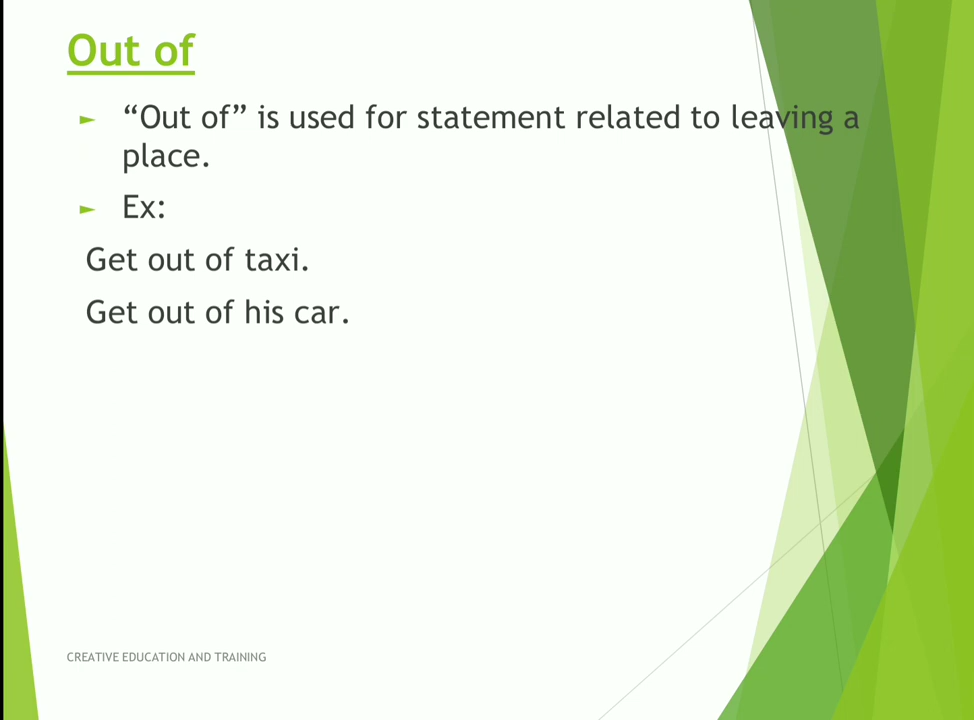 Out of
► “Out of” is used for statement related to leaving a
place.
► Ex:
Get out of taxi.
Get out of his car.
CREATIVE EDUCATION AND TRAINING